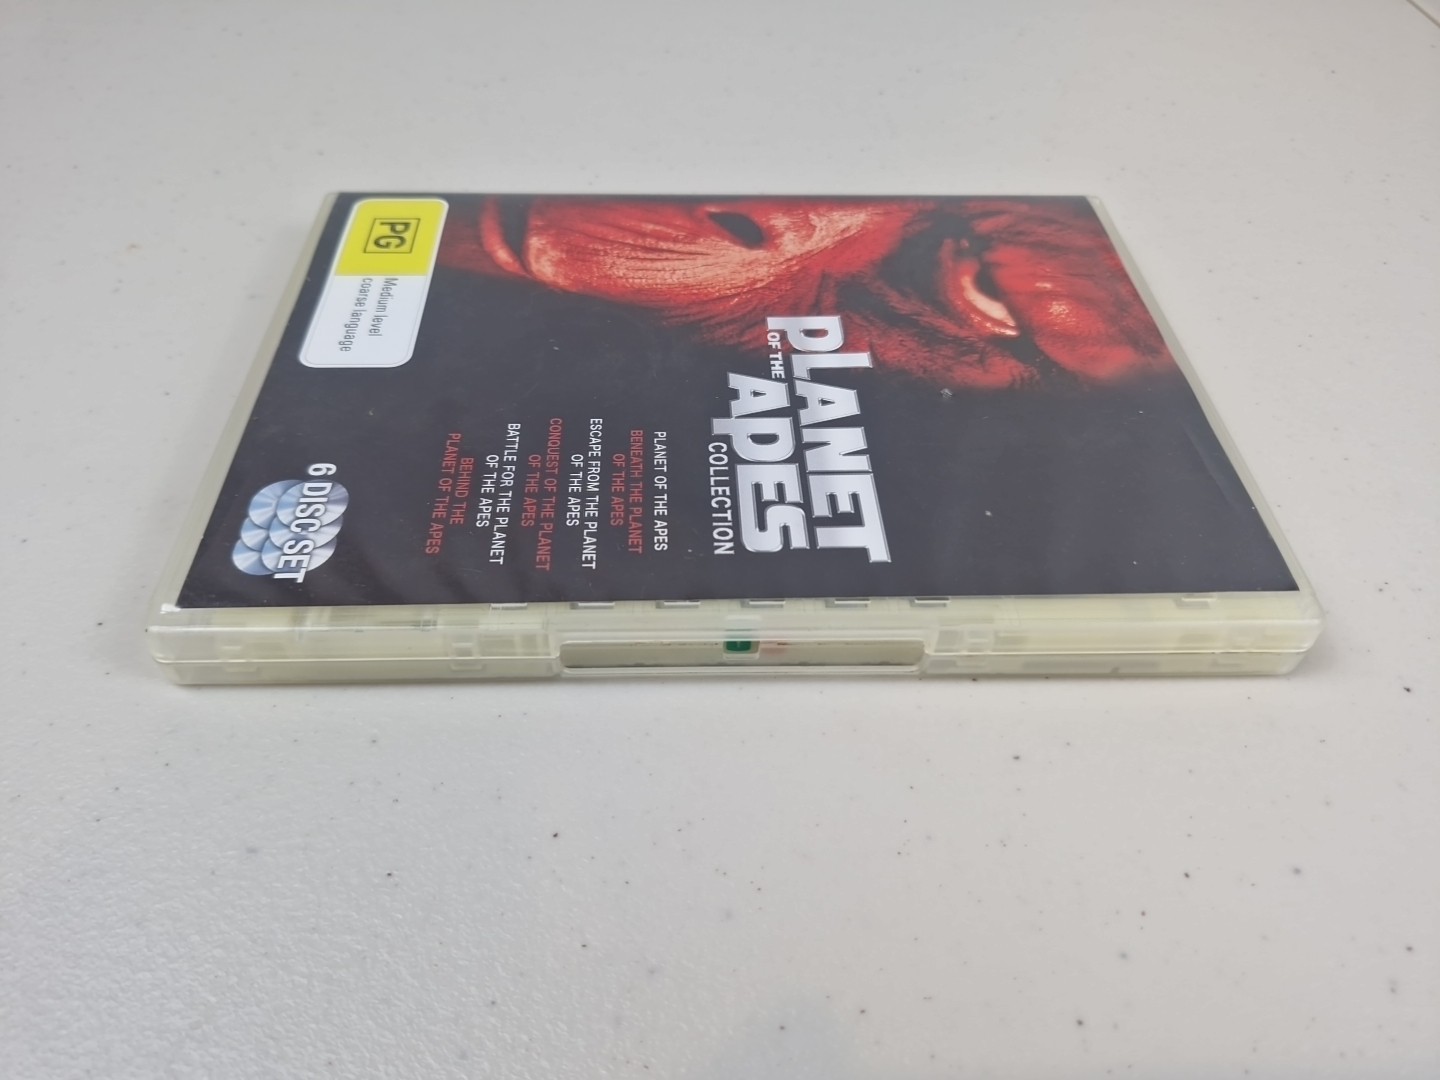 PLANET
OF THE
APES
COLLECTION
PLANET OF THE APES
BENEATH THE PLANET
OF THE APES
ESCAPE FROM THE PLANET
OF THE APES
CONQUEST OF THE PLANET
OF THE APES
BATTLE FOR THE PLANET
OF THE APES
BEHIND THE
PLANET OF THE APES
PG
Medium level
coarse language
6 DISC SET